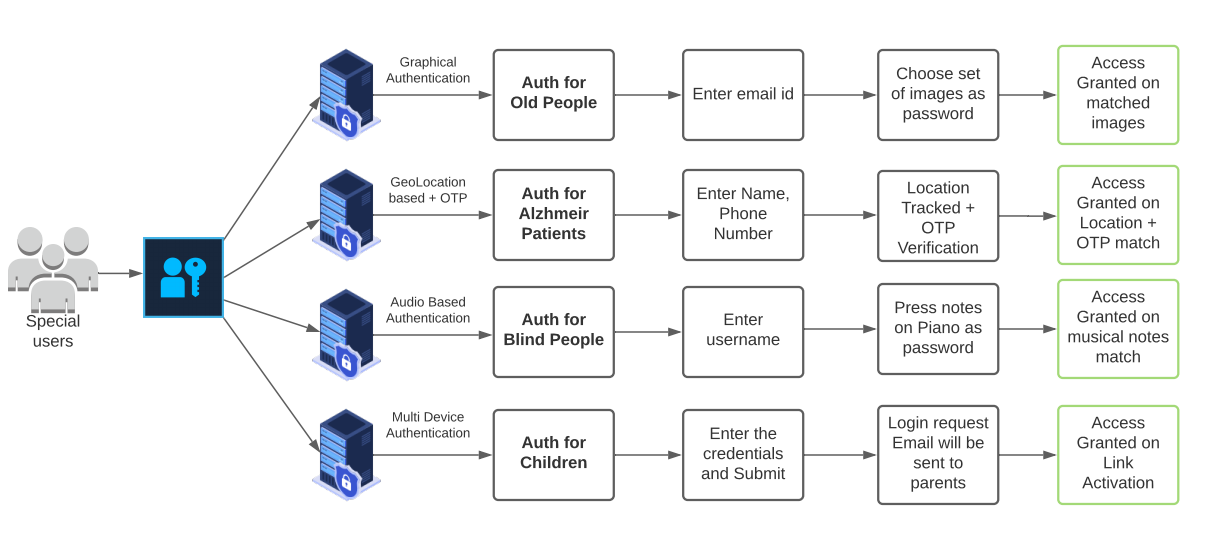 Special
users
Graphical
Authentication
Auth for
Old People
Enter email id
Choose set
of images as
password
Access
Granted on
matched
images
GeoLocation
based + OTP
Auth for
Alzhmeir
Patients
Enter Name,
Phone
Number
Location
Tracked +
OTP
Verification
Access
Granted on
Location +
OTP match
Audio Based
Authentication
Auth for
Blind People
Enter
username
Press notes
on Piano as
password
Access
Granted on
musical notes
match
Multi Device
Authentication
Auth for
Children
Enter the
credentials
and Submit
Login request
Email will be
sent to
parents
Access
Granted on
Link
Activation